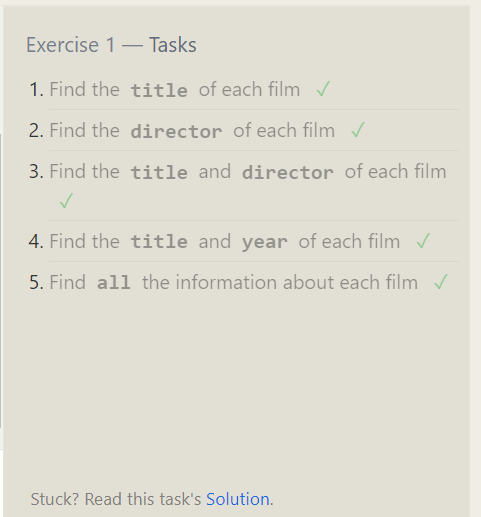 Exercise 1 — Tasks
1. Find the title of each film ✓
2. Find the director of each film ✓
3. Find the title and director of each film
✓
4. Find the title and year of each film ✓
5. Find all the information about each film ✓
Stuck? Read this task's Solution.